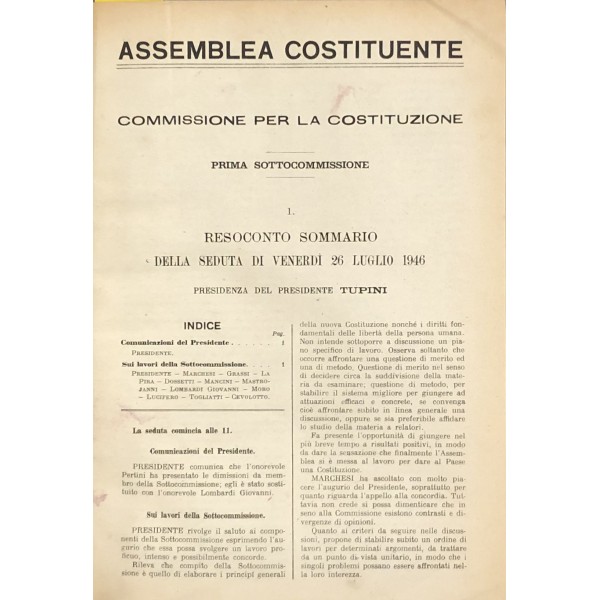 ASSEMBLEA COSTITUENTE
COMMISSIONE PER LA COSTITUZIONE
PRIMA SOTTOCOMMISSIONE
1.
RESOCONTO SOMMARIO
DELLA SEDUTA DI VENERDÌ 26 LUGLIO 1946
PRESIDENZA DEL PRESIDENTE TUPINI
INDICE
Pag.
Comunicazioni del Presidente . . . . . . 1
PRESIDENTE.
Sui lavori della Sottocommissione. . . . . 1
PRESIDENTE – MARCHESI – GRASSI – LA
PIRA – DOSSETTI – MANCINI – MASTRO-
JANNI – LOMBARDI GIOVANNI – MORO
– LUCIFERO – TOGLIATTI – CEVOLOTTO.
La seduta comincia alle 11.
Comunicazioni del Presidente.
PRESIDENTE comunica che l'onorevole
Pertini ha presentato le dimissioni da mem-
bro della Sottocommissione; egli è stato sosti-
tuito con l'onorevole Lombardi Giovanni.
Sui lavori della Sottocommissione.
PRESIDENTE rivolge il saluto ai compo-
nenti della Sottocommissione esprimendo l'au-
gurio che essa possa svolgere un lavoro pro-
ficuo, intenso e possibilmente concorde.
Rileva che compito della Sottocommis-
sione è quello di elaborare i principî generali
della nuova Costituzione nonché i diritti fon-
damentali delle libertà della persona umana.
Non intende sottoporre a discussione un pia-
no specifico di lavoro. Osserva soltanto che
occorre affrontare una questione di merito ed
una di metodo. Questione di merito nel senso
di decidere circa la suddivisione della mate-
ria da esaminare; questione di metodo, per
stabilire il sistema migliore per giungere ad
attuazioni efficaci e concrete, se convenga
cioè affrontare subito in linea generale una
discussione, oppure se sia preferibile affidare
lo studio della materia a relatori.
Fa presente l'opportunità di giungere nel
più breve tempo a risultati positivi, in modo
da dare la sensazione che finalmente l'Assem-
blea si è messa al lavoro per dare al Paese
una Costituzione.
MARCHESI ha ascoltato con molto pia-
cere l'augurio del Presidente, soprattutto per
quanto riguarda l'appello alla concordia. Tut-
tavia non crede si possa dimenticare che in
seno alla Commissione esistono contrasti e di-
vergenze di opinioni.
Quanto ai criteri da seguire nelle discus-
sioni, propone di stabilire subito un ordine di
lavori per determinati argomenti, da trattare
da un punto di vista unitario, in modo che i
singoli problemi possano essere affrontati nel-
la loro interezza.